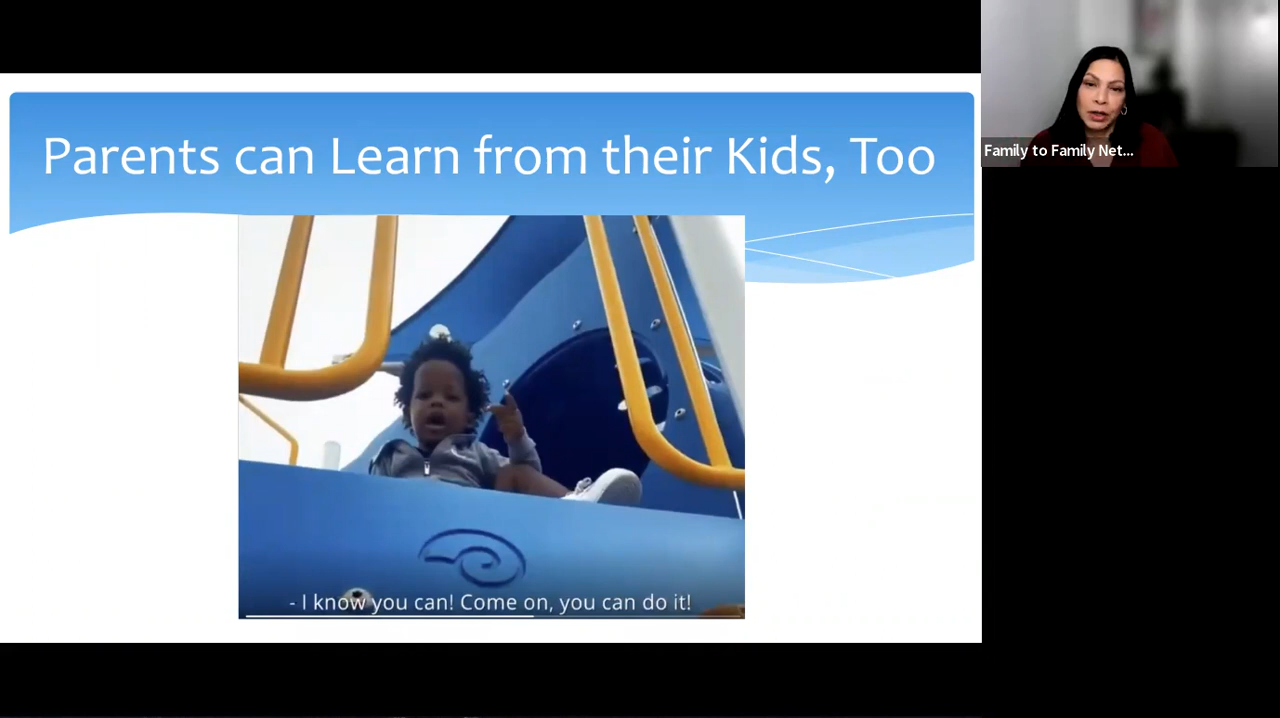 Parents can Learn from their Kids, Too
Family to Family Net...
- I know you can! Come on, you can do it!